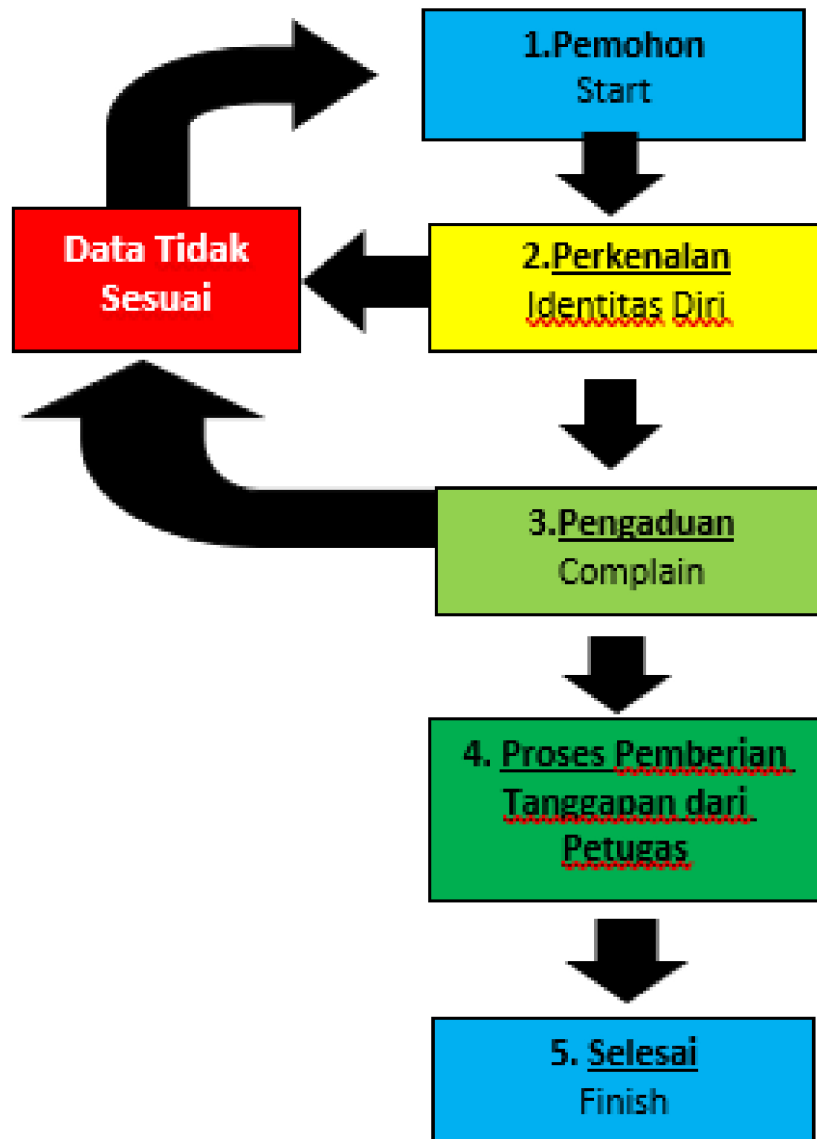 1.Pemohon
Start
Data Tidak
Sesuai
2.Perkenalan
Identitas Diri
3.Pengaduan
Complain
4. Proses Pemberian
Tanggapan dari
Petugas
5. Selesai
Finish